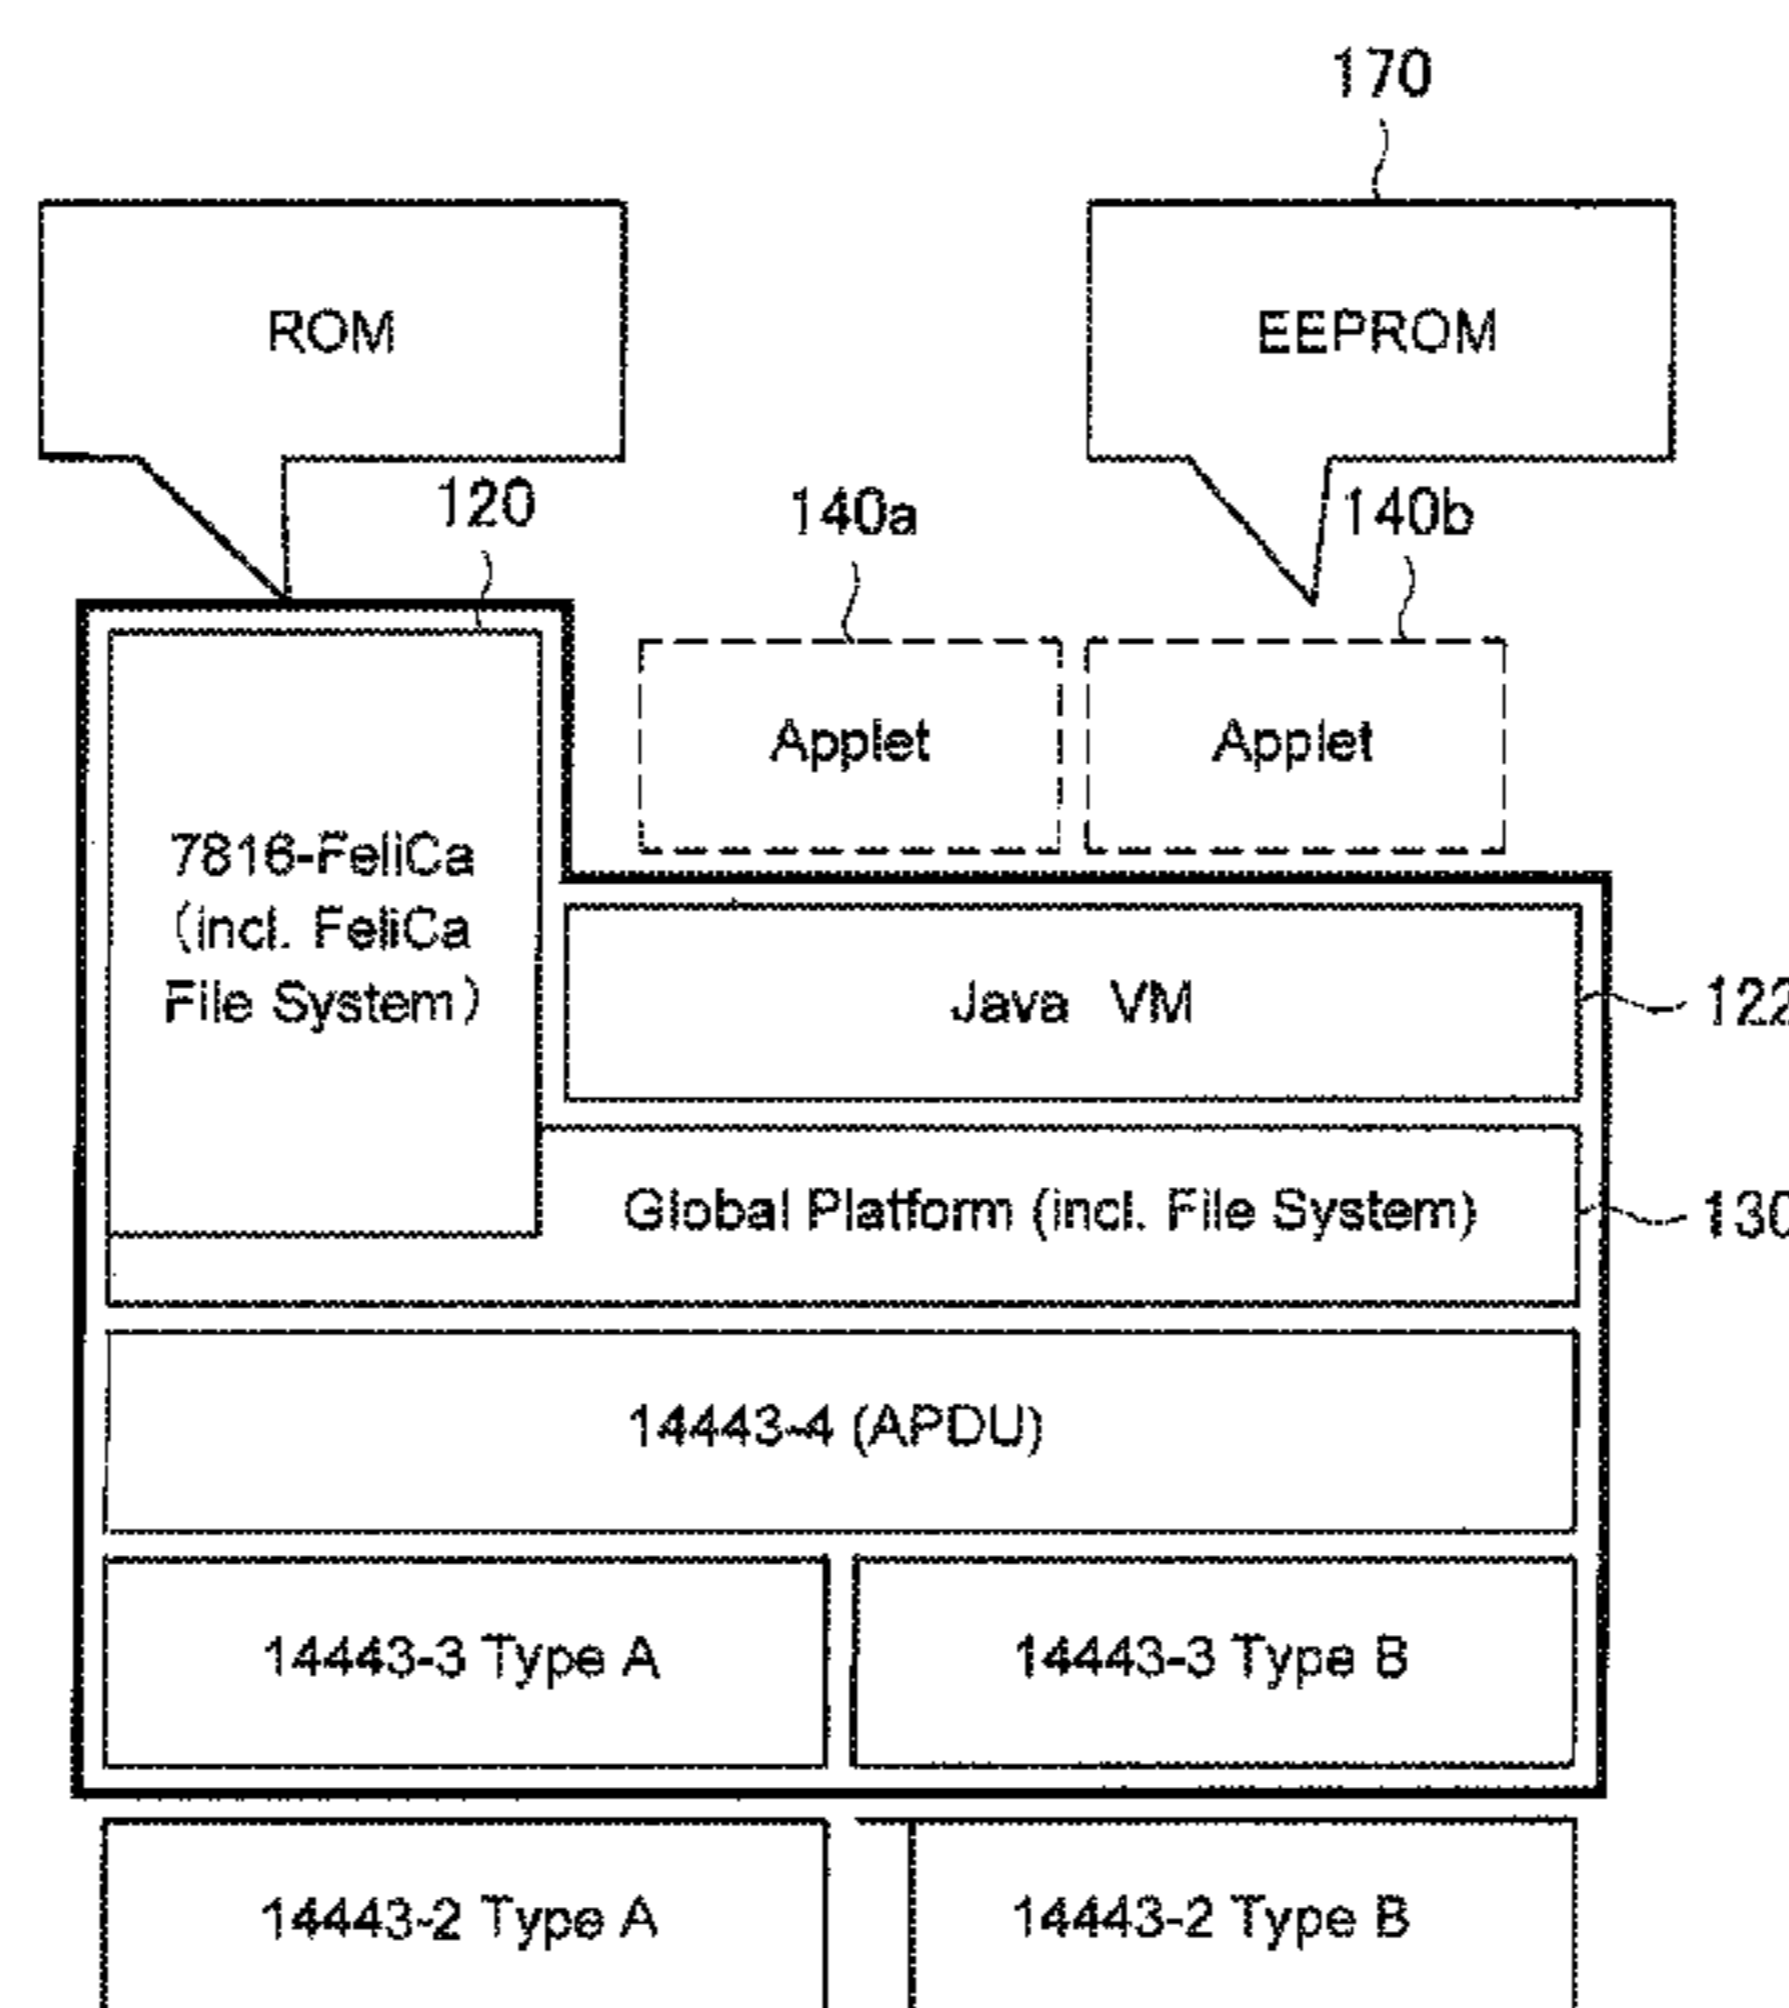 170
ROM
EEPROM
120
140a
140b
Applet
Applet
7816-FeliCa
(incl. FeliCa
File System)
Java VM
122
Global Platform (incl. File System)
130
14443-4 (APDU)
14443-3 Type A
14443-3 Type B
14443-2 Type A
14443-2 Type B